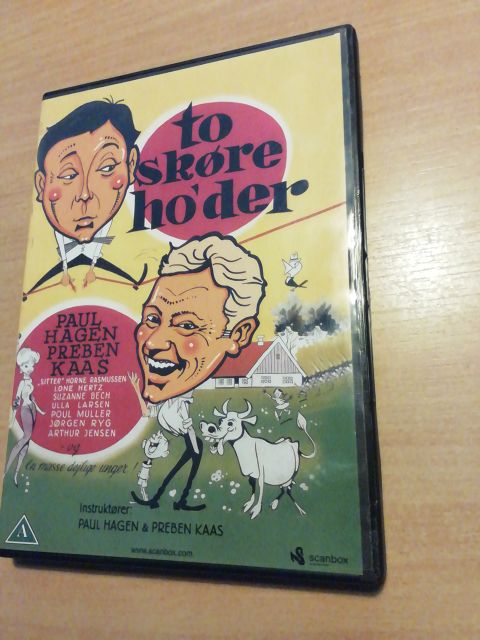 to
skøre
ho'der
PAUL
HAGEN
PREBEN
KAAS
„SITTER" HORNE RASMUSSEN
LONE HERTZ
SUZANNE BECH
ULLA LARSEN
POUL MÜLLER
JØRGEN RYG
ARTHUR JENSEN
- og
en masse dejlige unger!
Instruktører:
PAUL HAGEN & PREBEN KAAS
A
www.scanbox.com
scanbox